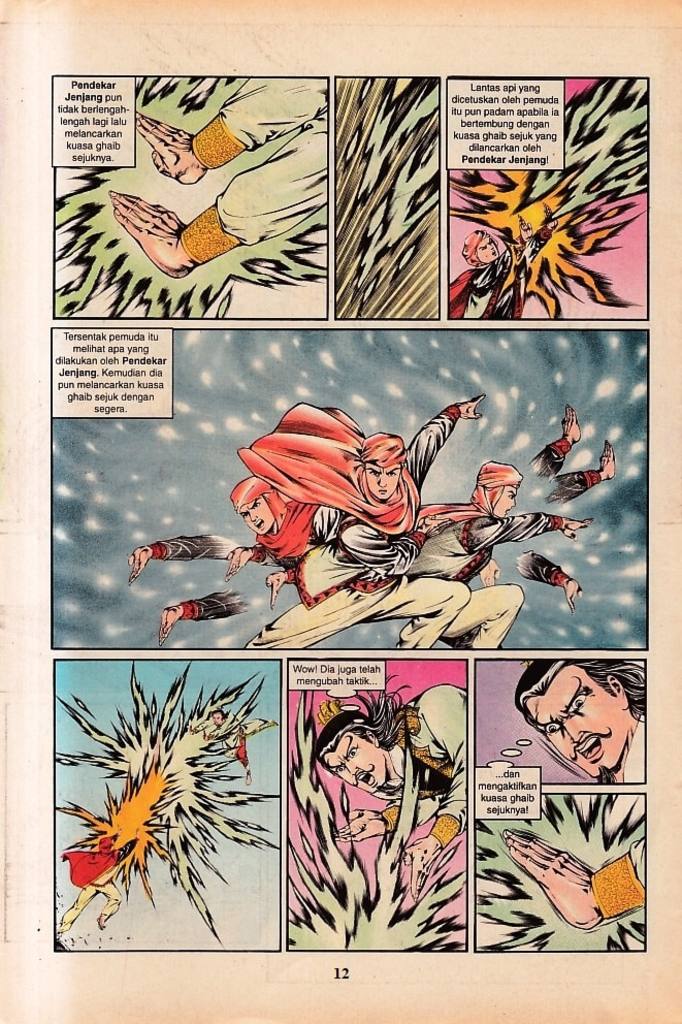 Pendekar
Jenjang pun
tidak berlengah-
lengah lagi lalu
melancarkan
kuasa ghaib
sejuknya.
Lantas api yang
dicetuskan oleh pemuda
itu pun padam apabila ia
bertembung dengan
kuasa ghaib sejuk yang
dilancarkan oleh
Pendekar Jenjang!
Tersentak pemuda itu
melihat apa yang
dilakukan oleh Pendekar
Jenjang. Kemudian dia
pun melancarkan kuasa
ghaib sejuk dengan
segera.
Wow! Dia juga telah
mengubah taktik...
...dan
mengaktifkan
kuasa ghaib
sejuknya!
12